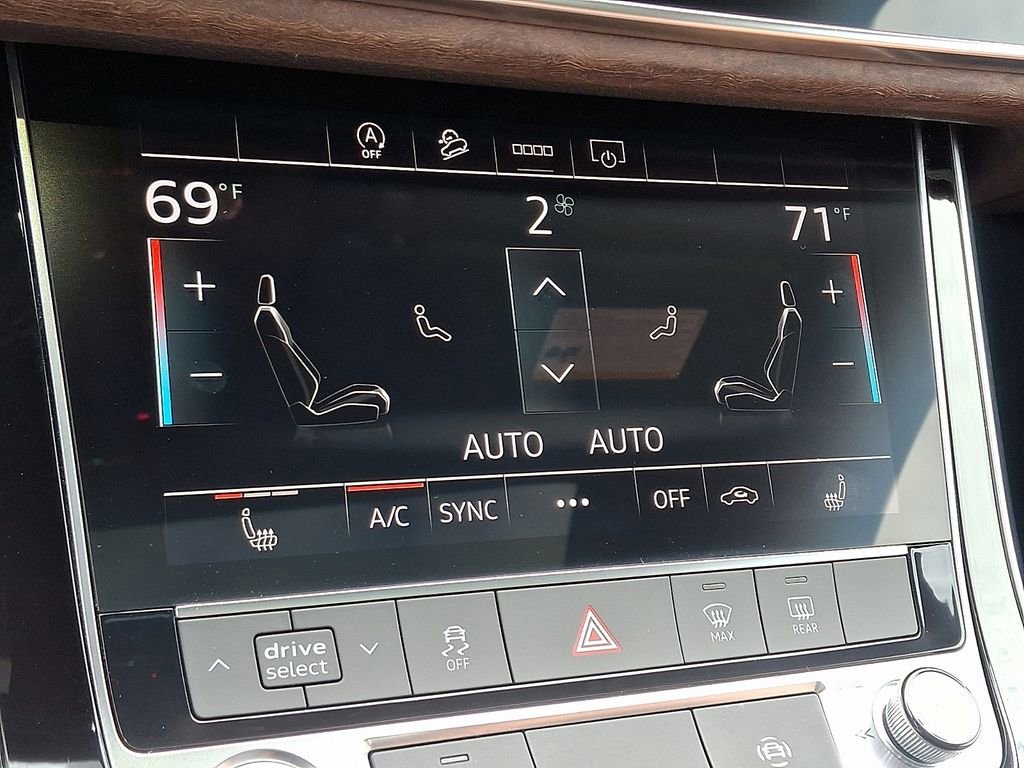 A
OFF
69°F
2
71°F
+
+
−
−
AUTO AUTO
A/C SYNC ••• OFF
drive
select
OFF
MAX
REAR